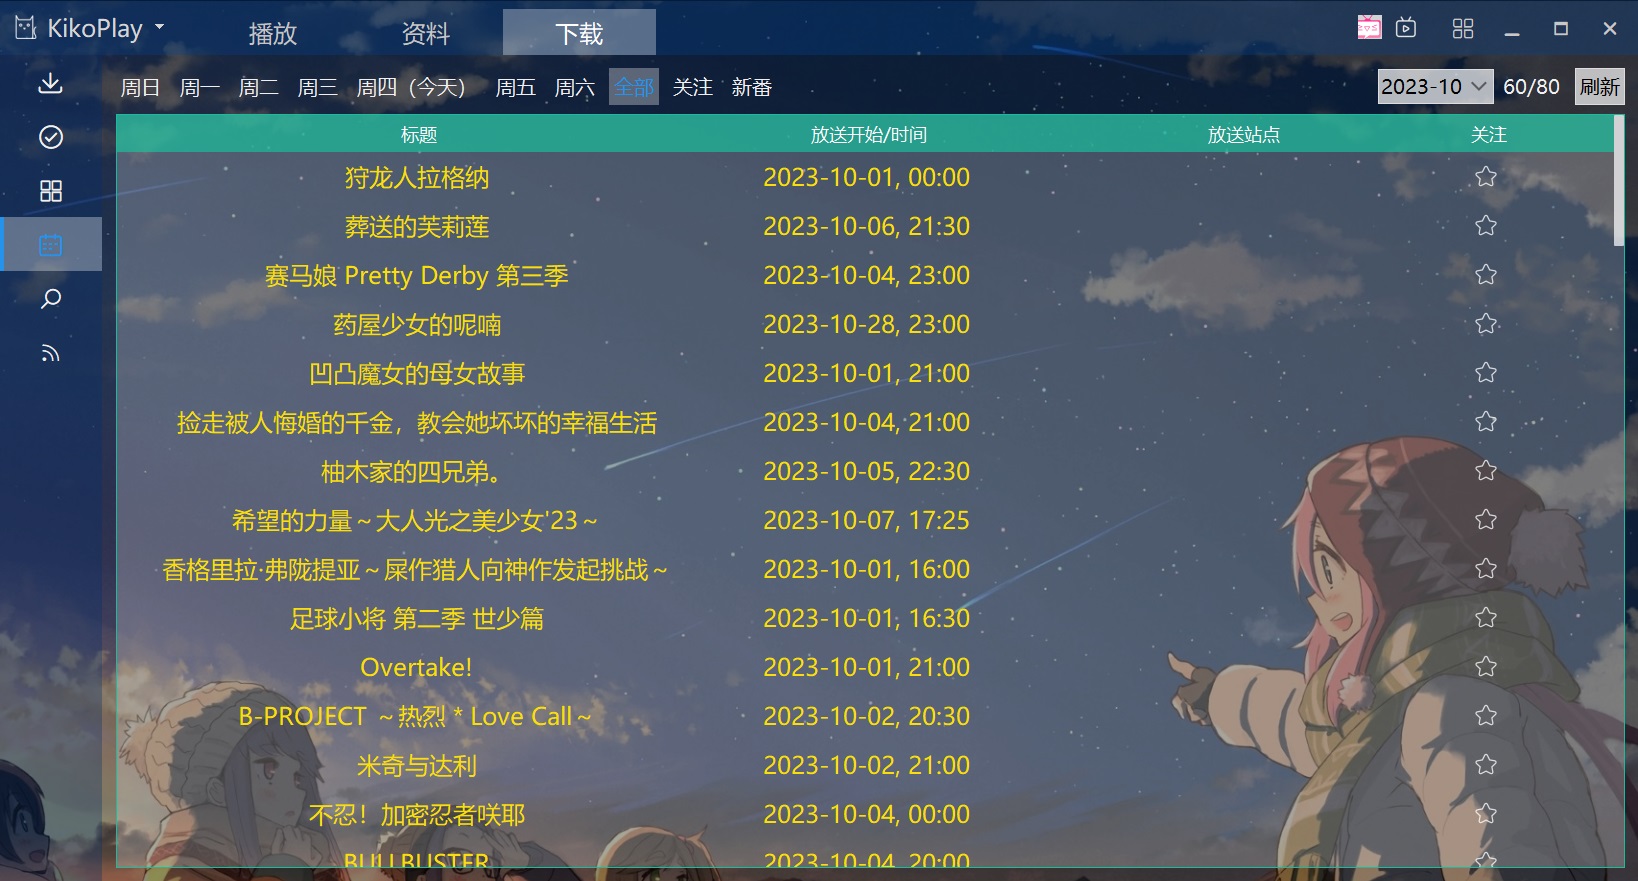 KikoPlay 播放 资料 下载
周日 周一 周二 周三 周四（今天） 周五 周六 全部 关注 新番 2023-10 60/80 刷新
标题 放送开始/时间 放送站点 关注
狩龙人拉格纳 2023-10-01, 00:00
葬送的芙莉莲 2023-10-06, 21:30
赛马娘 Pretty Derby 第三季 2023-10-04, 23:00
药屋少女的呢喃 2023-10-28, 23:00
凹凸魔女的母女故事 2023-10-01, 21:00
捡走被人悔婚的千金，教会她坏坏的幸福生活 2023-10-04, 21:00
柚木家的四兄弟。 2023-10-05, 22:30
希望的力量～大人光之美少女'23～ 2023-10-07, 17:25
香格里拉·弗陇提亚～屎作猎人向神作发起挑战～ 2023-10-01, 16:00
足球小将 第二季 世少篇 2023-10-01, 16:30
Overtake! 2023-10-01, 21:00
B-PROJECT ～热烈＊Love Call～ 2023-10-02, 20:30
米奇与达利 2023-10-02, 21:00
不忍！加密忍者咲耶 2023-10-04, 00:00
BULLBUSTER 2023-10-04, 20:00